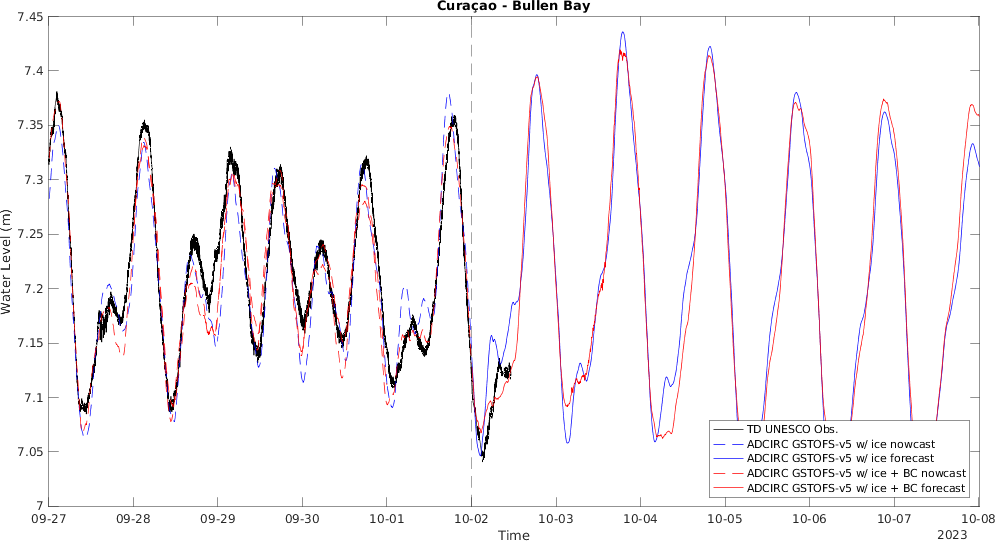 Curaçao - Bullen Bay
Water Level (m)
7.45
7.4
7.35
7.3
7.25
7.2
7.15
7.1
7.05
7
TD UNESCO Obs.
ADCIRC GSTOFS-v5 w/ ice nowcast
ADCIRC GSTOFS-v5 w/ ice forecast
ADCIRC GSTOFS-v5 w/ ice + BC nowcast
ADCIRC GSTOFS-v5 w/ ice + BC forecast
09-27 09-28 09-29 09-30 10-01 10-02 10-03 10-04 10-05 10-06 10-07 10-08
Time
2023